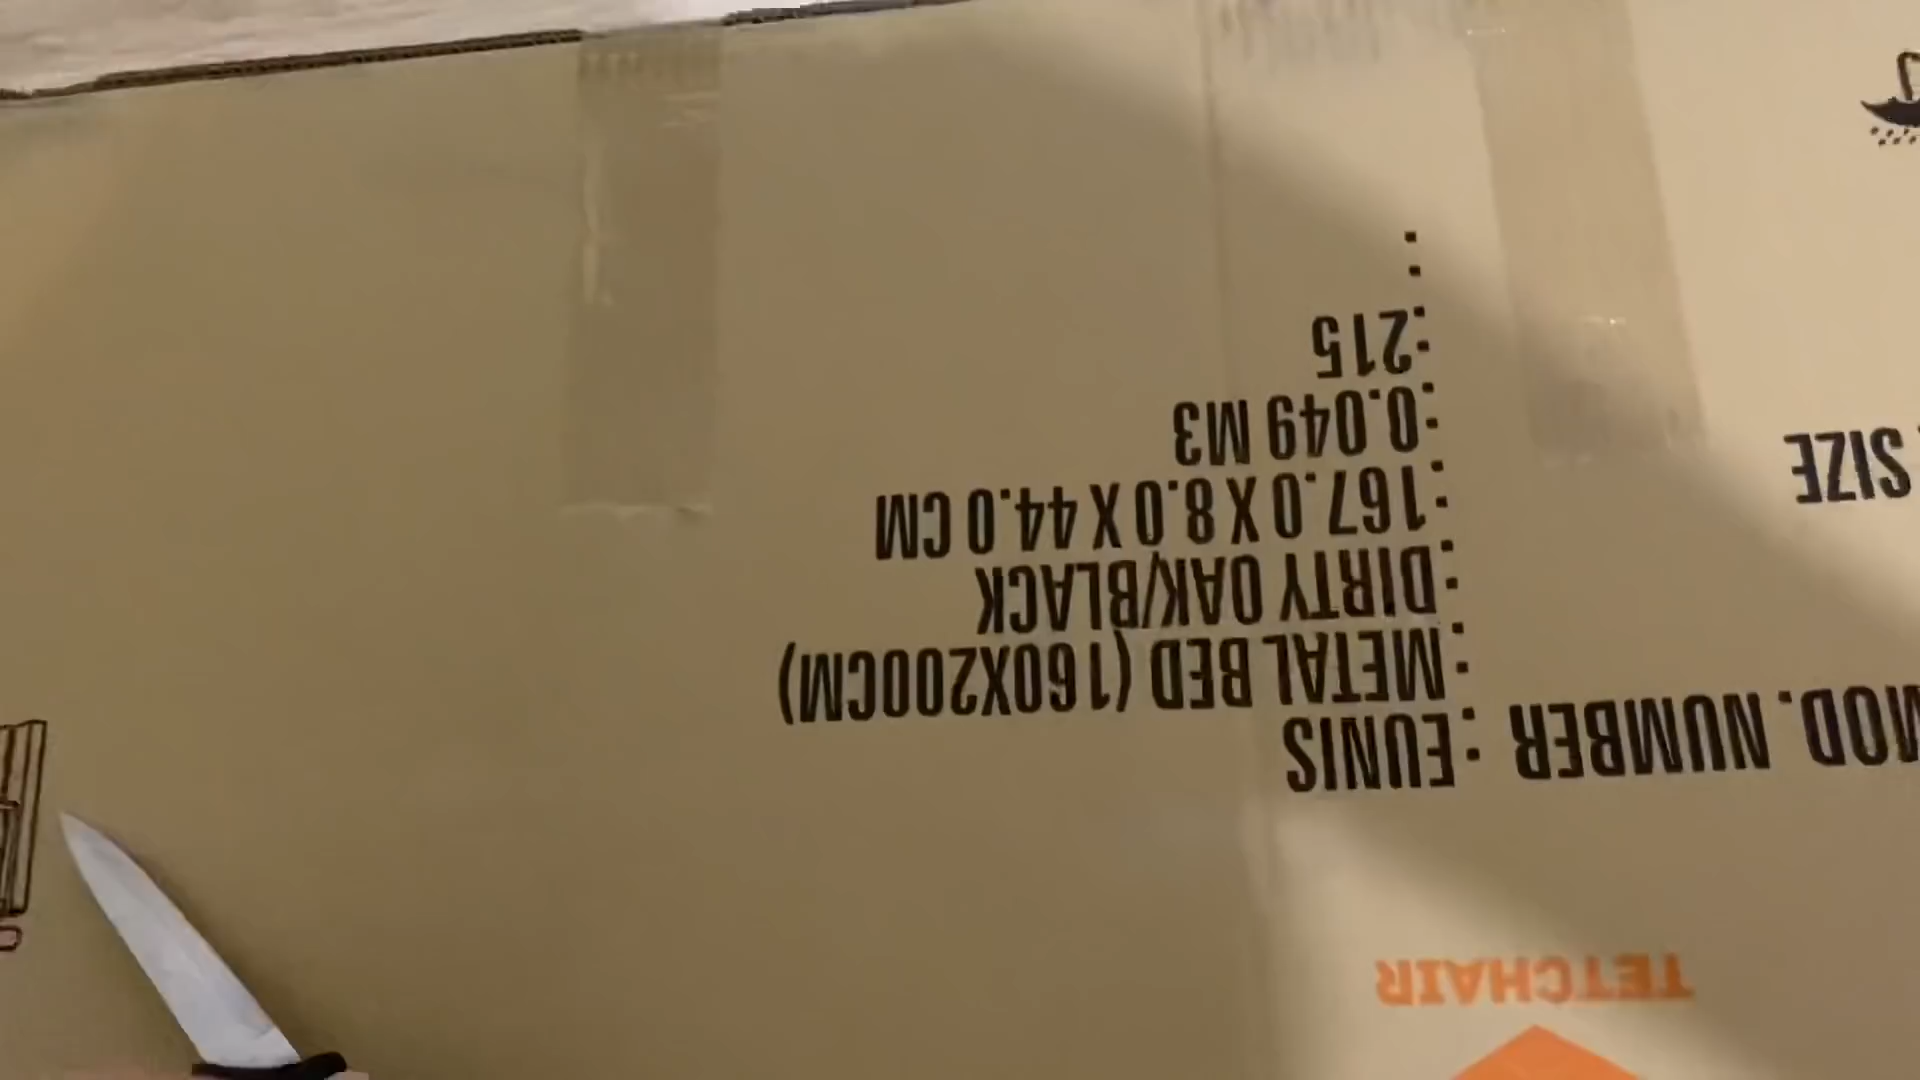 TETCHAIR
MOD. NUMBER : EUNIS
: METAL BED (160X200CM)
: DIRTY OAK/BLACK
: 167.0 X 8.0 X 44.0 CM
SIZE
: 0.049 M3
: 215
: